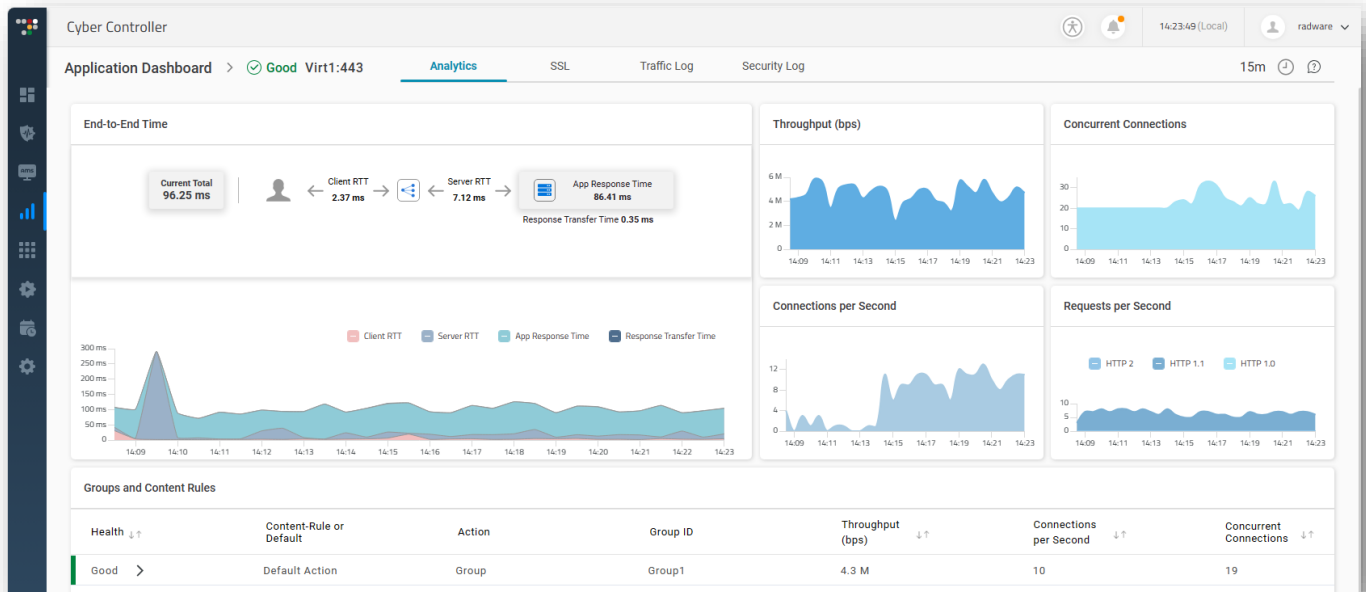 Cyber Controller
14:23:49 (Local)
radware
Application Dashboard > Good Virt1:443
Analytics
SSL
Traffic Log
Security Log
15m
ams
End-to-End Time
Current Total
96.25 ms
Client RTT
2.37 ms
Server RTT
7.12 ms
App Response Time
86.41 ms
Response Transfer Time 0.35 ms
Client RTT
Server RTT
App Response Time
Response Transfer Time
300 ms
250 ms
200 ms
150 ms
100 ms
50 ms
0
14:09 14:10 14:11 14:12 14:13 14:14 14:15 14:16 14:17 14:18 14:19 14:20 14:21 14:22 14:23
Throughput (bps)
6 M
4 M
2 M
0
14:09 14:11 14:13 14:15 14:17 14:19 14:21 14:23
Concurrent Connections
30
20
10
0
14:09 14:11 14:13 14:15 14:17 14:19 14:21 14:23
Connections per Second
12
8
4
0
14:09 14:11 14:13 14:15 14:17 14:19 14:21 14:23
Requests per Second
HTTP 2
HTTP 1.1
HTTP 1.0
10
5
0
14:09 14:11 14:13 14:15 14:17 14:19 14:21 14:23
Groups and Content Rules
Health
Content-Rule or
Default
Action
Group ID
Throughput
(bps)
Connections
per Second
Concurrent
Connections
Good
Default Action
Group
Group1
4.3 M
10
19